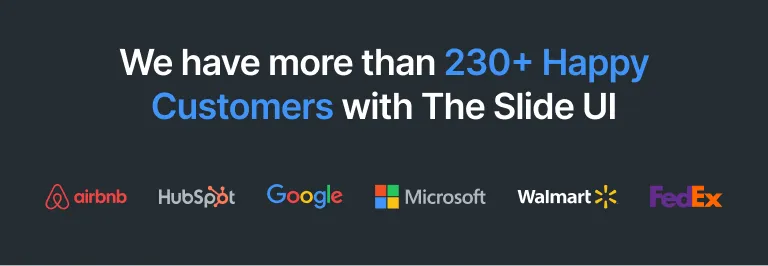 We have more than 230+ Happy
Customers with The Slide UI
airbnb HubSpot Google Microsoft Walmart FedEx